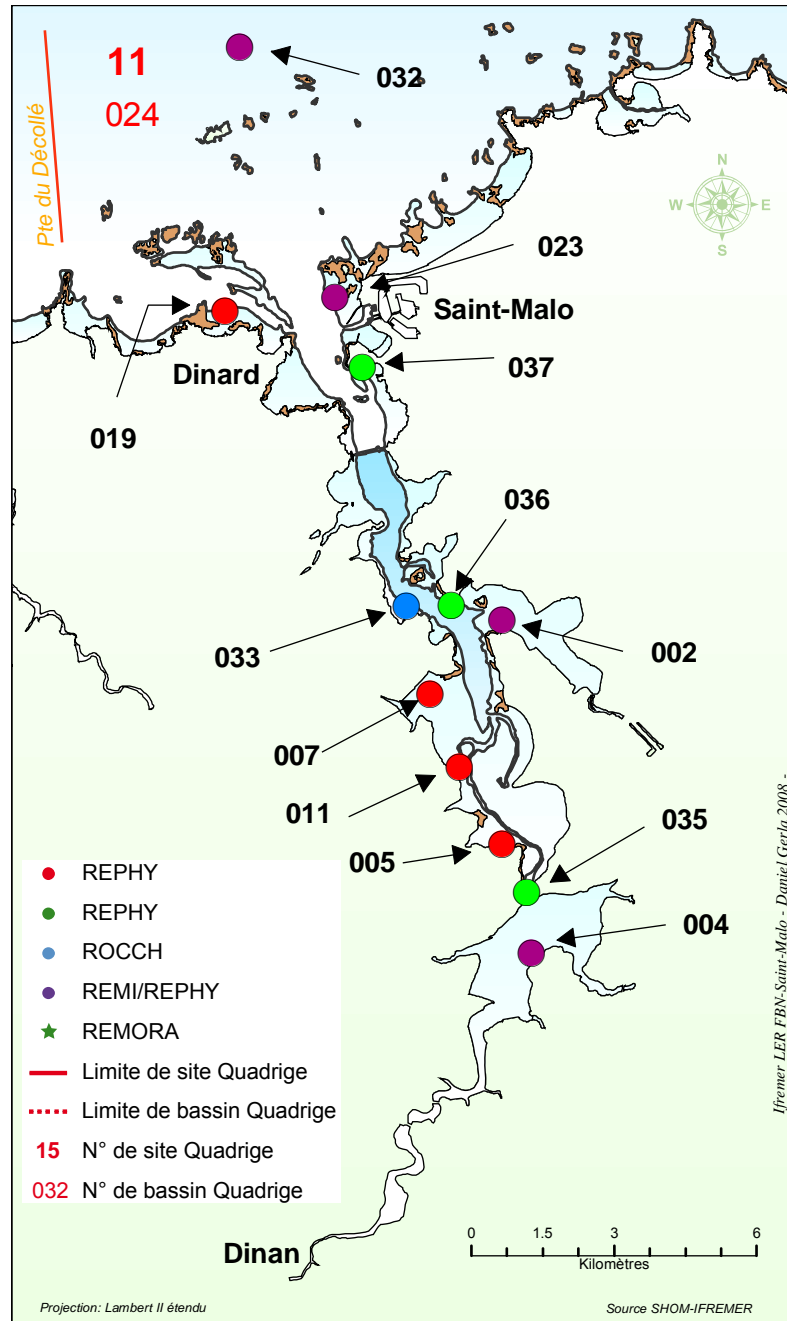 11
032
024
Pte du Décollé
N
W
E
S
023
Saint-Malo
Dinard
037
019
036
033
002
007
011
035
005
004
REPHY
REPHY
ROCCH
REMI/REPHY
REMORA
Limite de site Quadrige
Limite de bassin Quadrige
15 N° de site Quadrige
032 N° de bassin Quadrige
Dinan
0 1.5 3 6
Kilomètres
Ifremer LER FBN-Saint-Malo - Daniel Gerla 2008 -
Projection: Lambert II étendu
Source SHOM-IFREMER